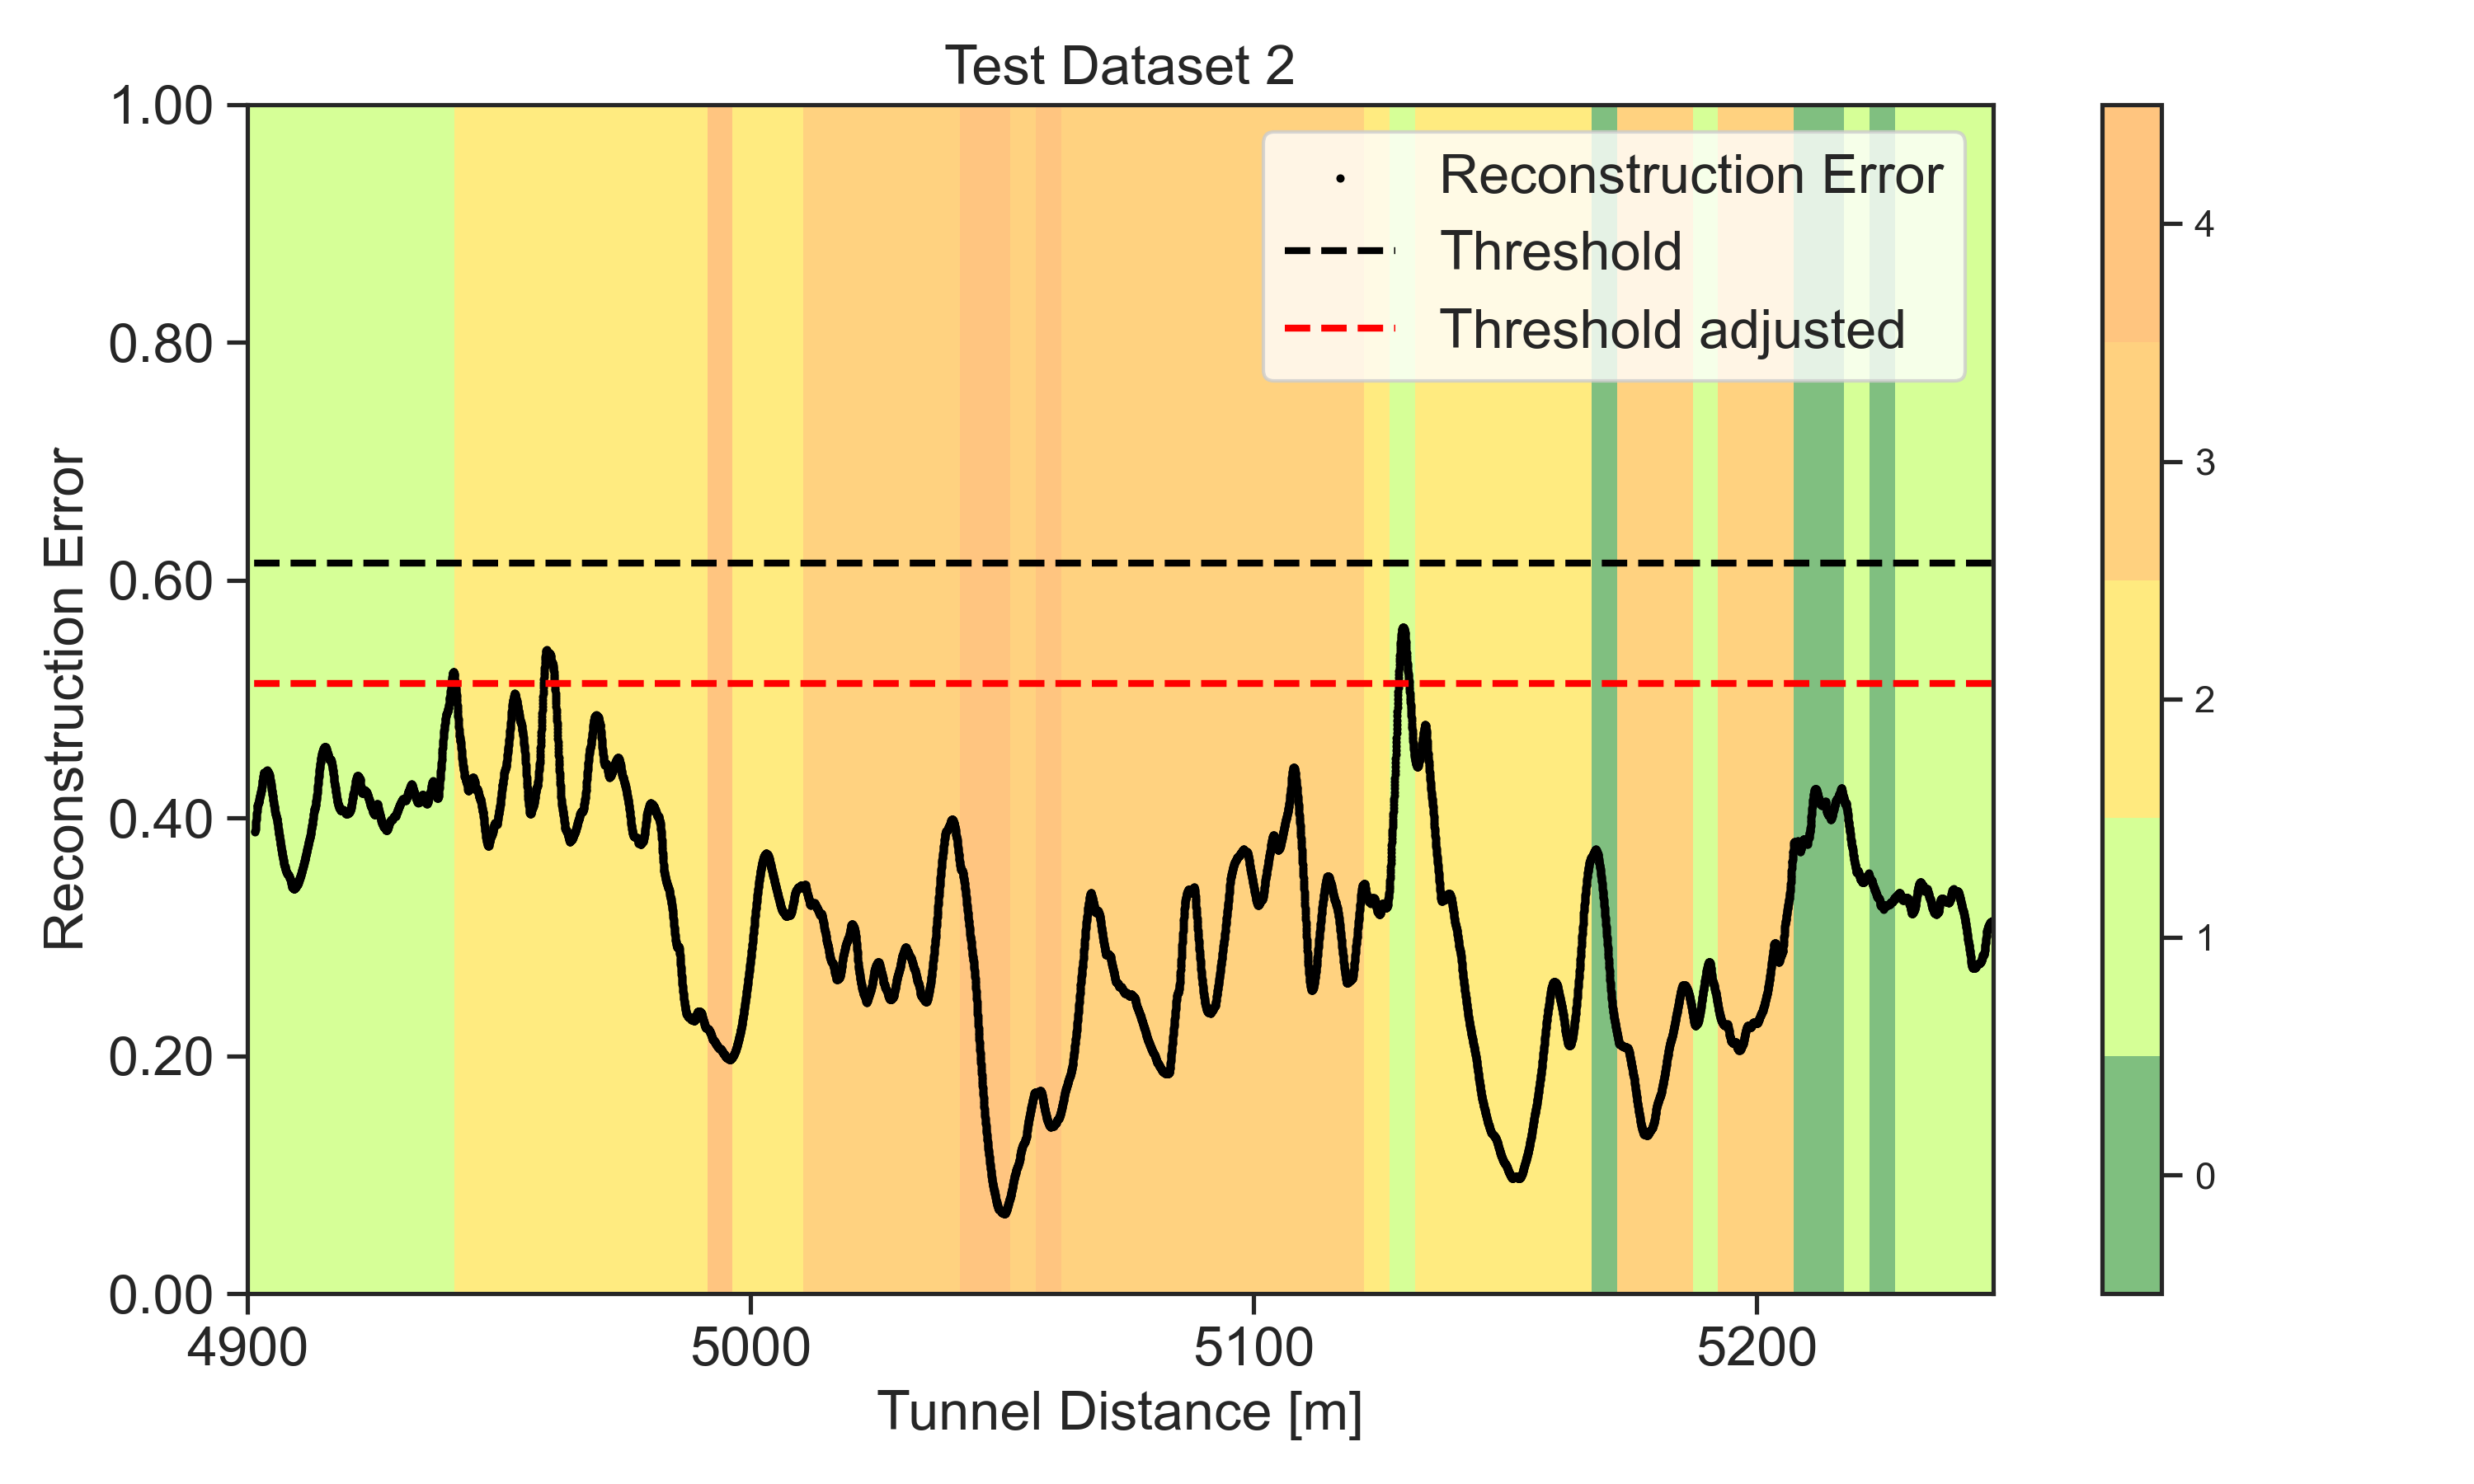 Test Dataset 2
Reconstruction Error
1.00
0.80
0.60
0.40
0.20
0.00
Reconstruction Error
Threshold
Threshold adjusted
4
3
2
1
0
4900
5000
5100
5200
Tunnel Distance [m]